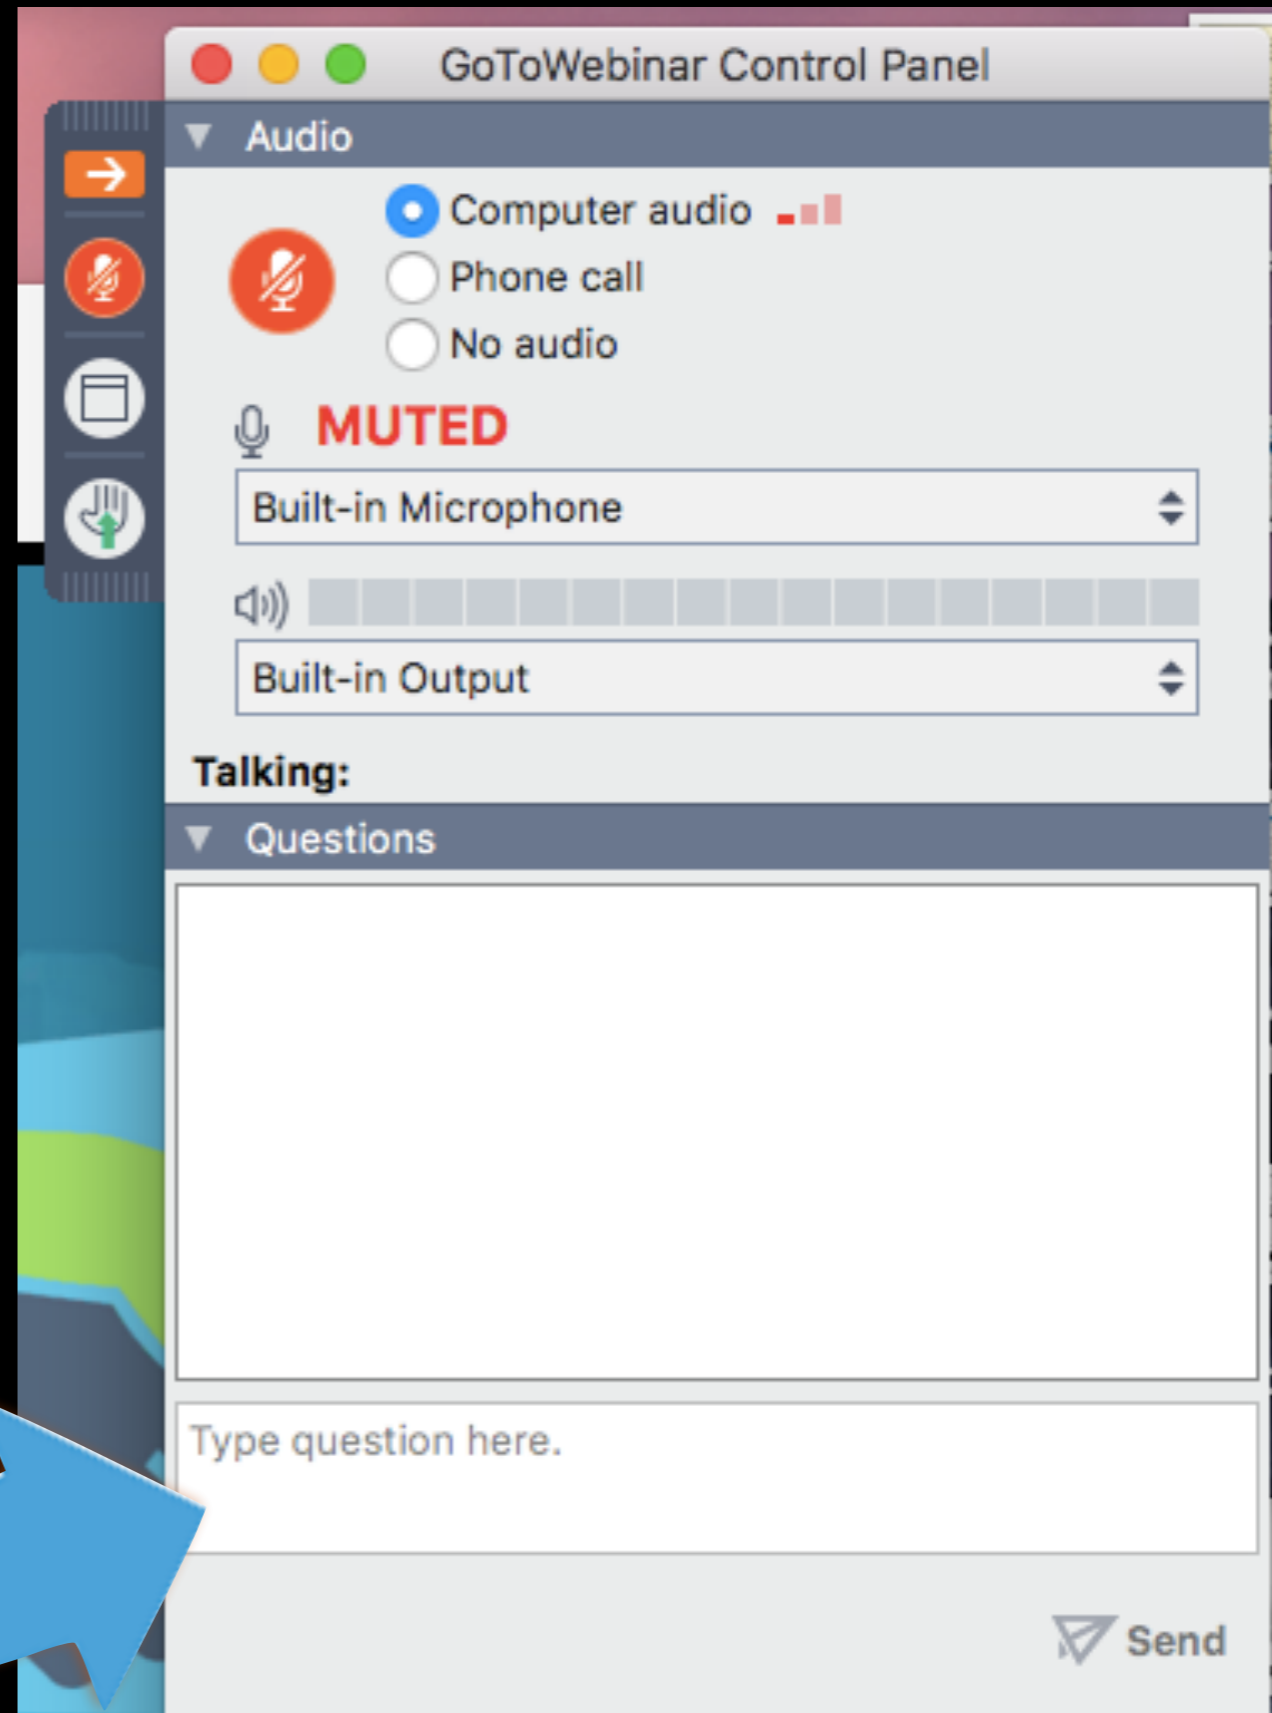 GoToWebinar Control Panel
Audio
Computer audio
Phone call
No audio
MUTED
Built-in Microphone
Built-in Output
Talking:
Questions
Type question here.
Send